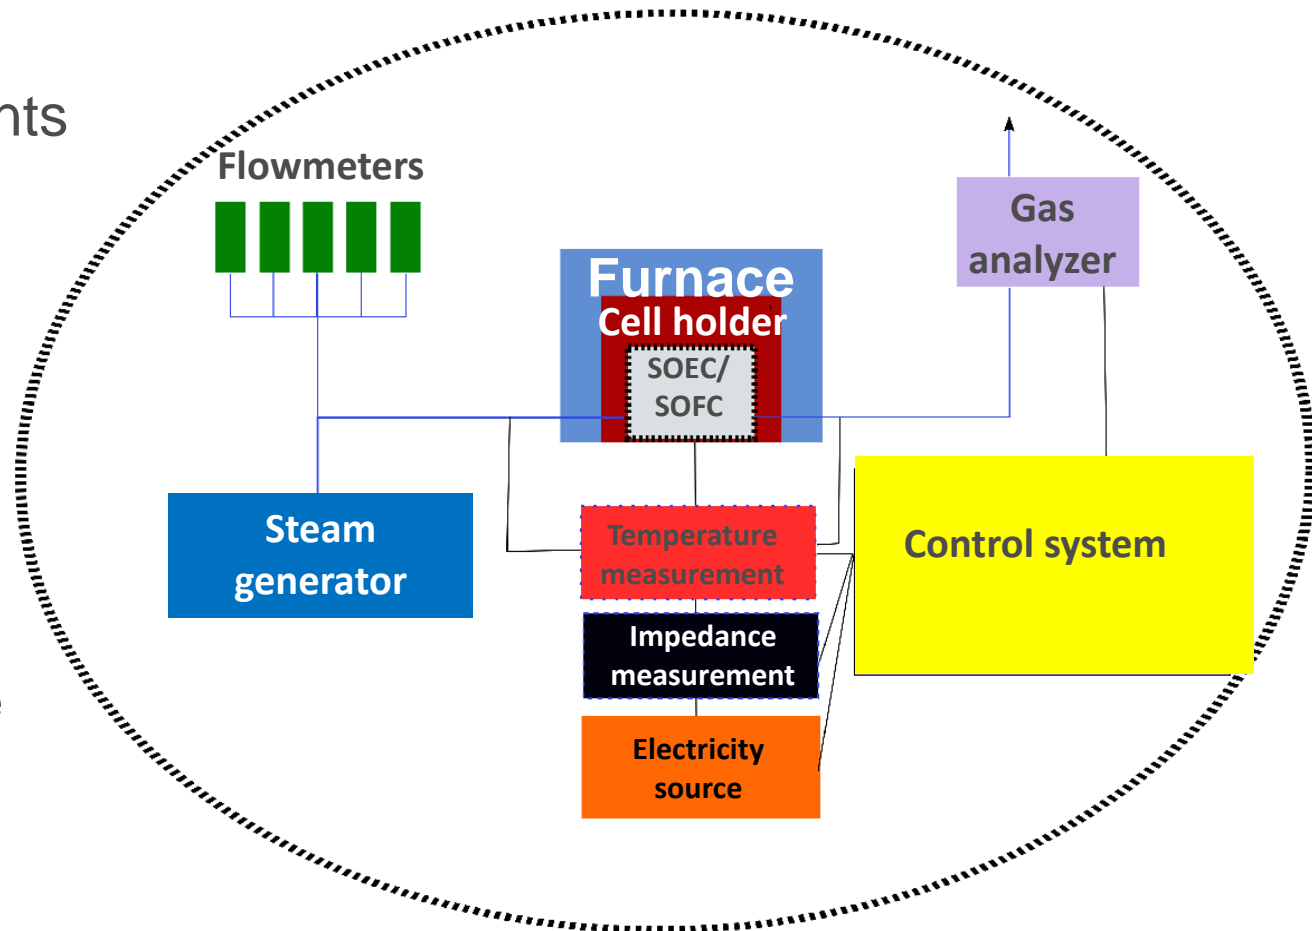 nts
Flowmeters
Gas
analyzer
Furnace
Cell holder
SOEC/
SOFC
Steam
generator
Temperature
measurement
Control system
Impedance
measurement
e
Electricity
source